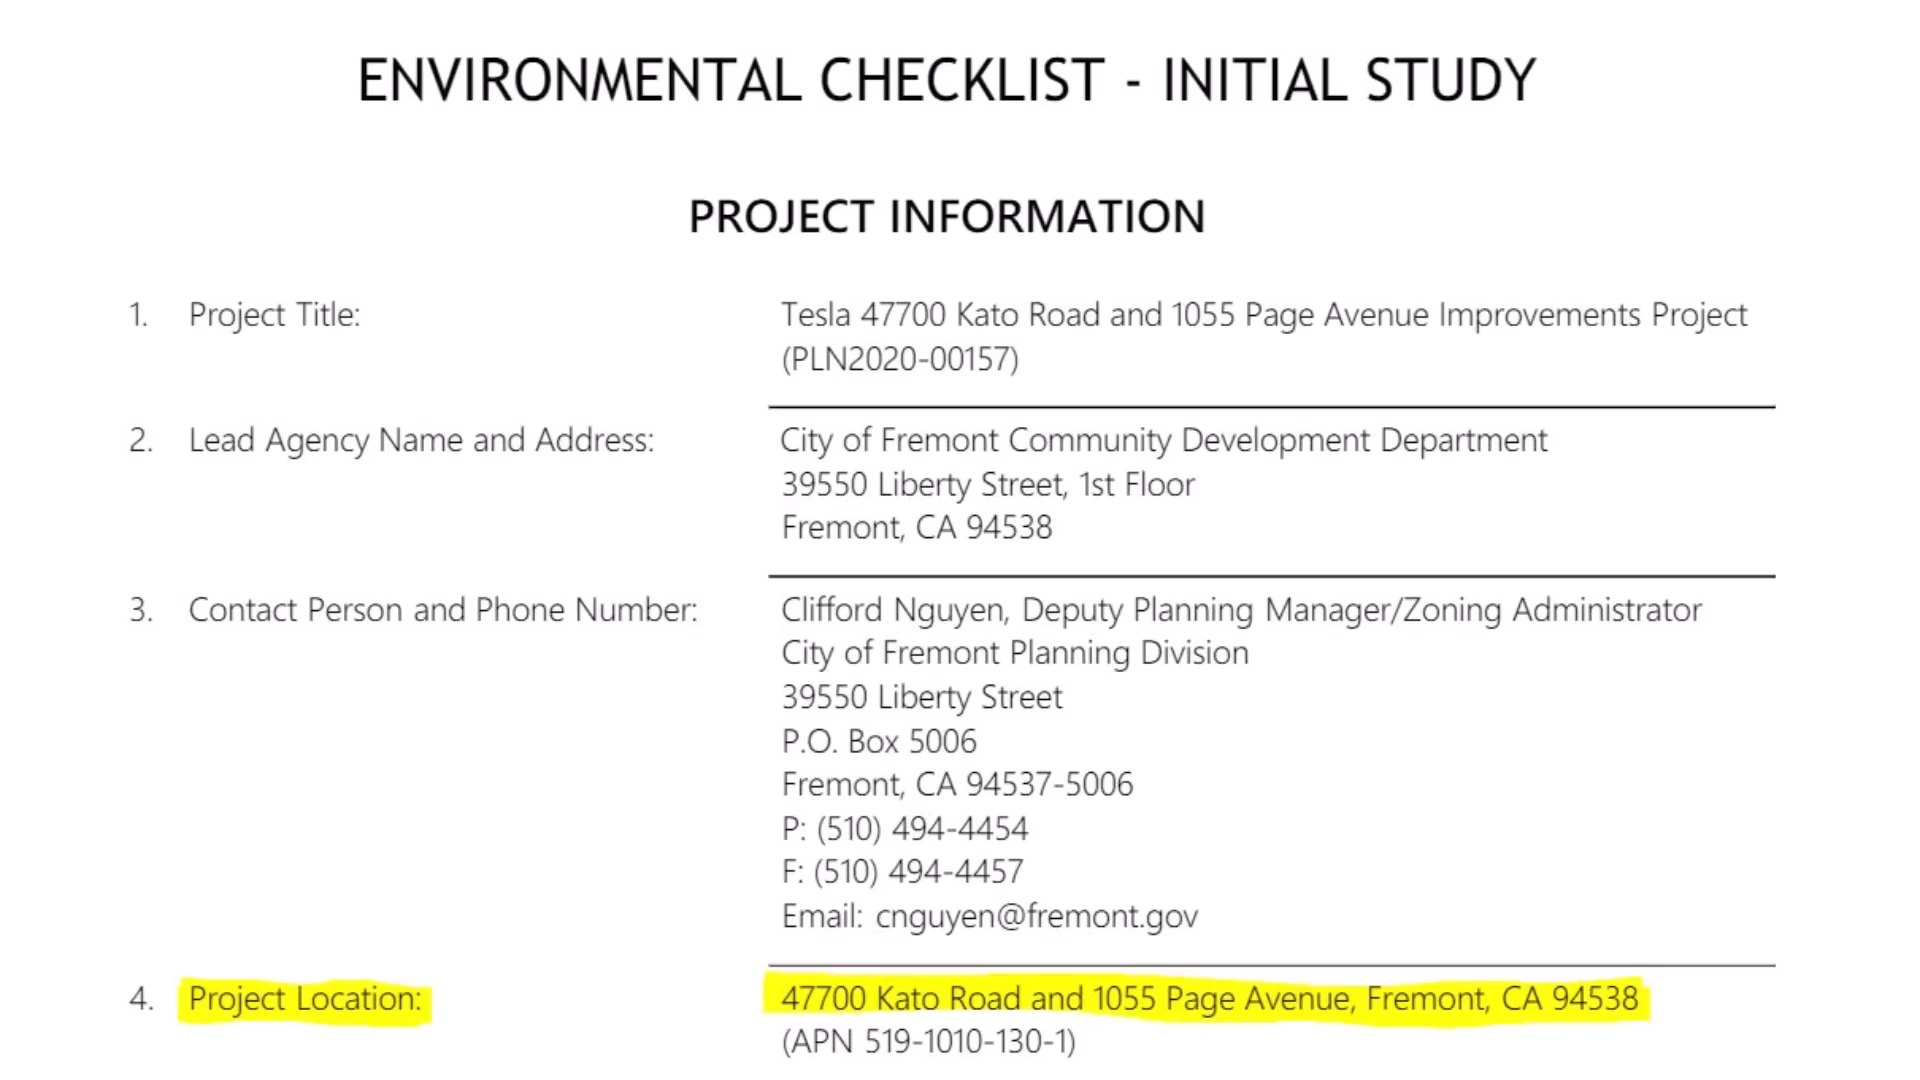 ENVIRONMENTAL CHECKLIST - INITIAL STUDY
PROJECT INFORMATION
1. Project Title: Tesla 47700 Kato Road and 1055 Page Avenue Improvements Project
(PLN2020-00157)
2. Lead Agency Name and Address: City of Fremont Community Development Department
39550 Liberty Street, 1st Floor
Fremont, CA 94538
3. Contact Person and Phone Number: Clifford Nguyen, Deputy Planning Manager/Zoning Administrator
City of Fremont Planning Division
39550 Liberty Street
P.O. Box 5006
Fremont, CA 94537-5006
P: (510) 494-4454
F: (510) 494-4457
Email: cnguyen@fremont.gov
4. Project Location: 47700 Kato Road and 1055 Page Avenue, Fremont, CA 94538
(APN 519-1010-130-1)